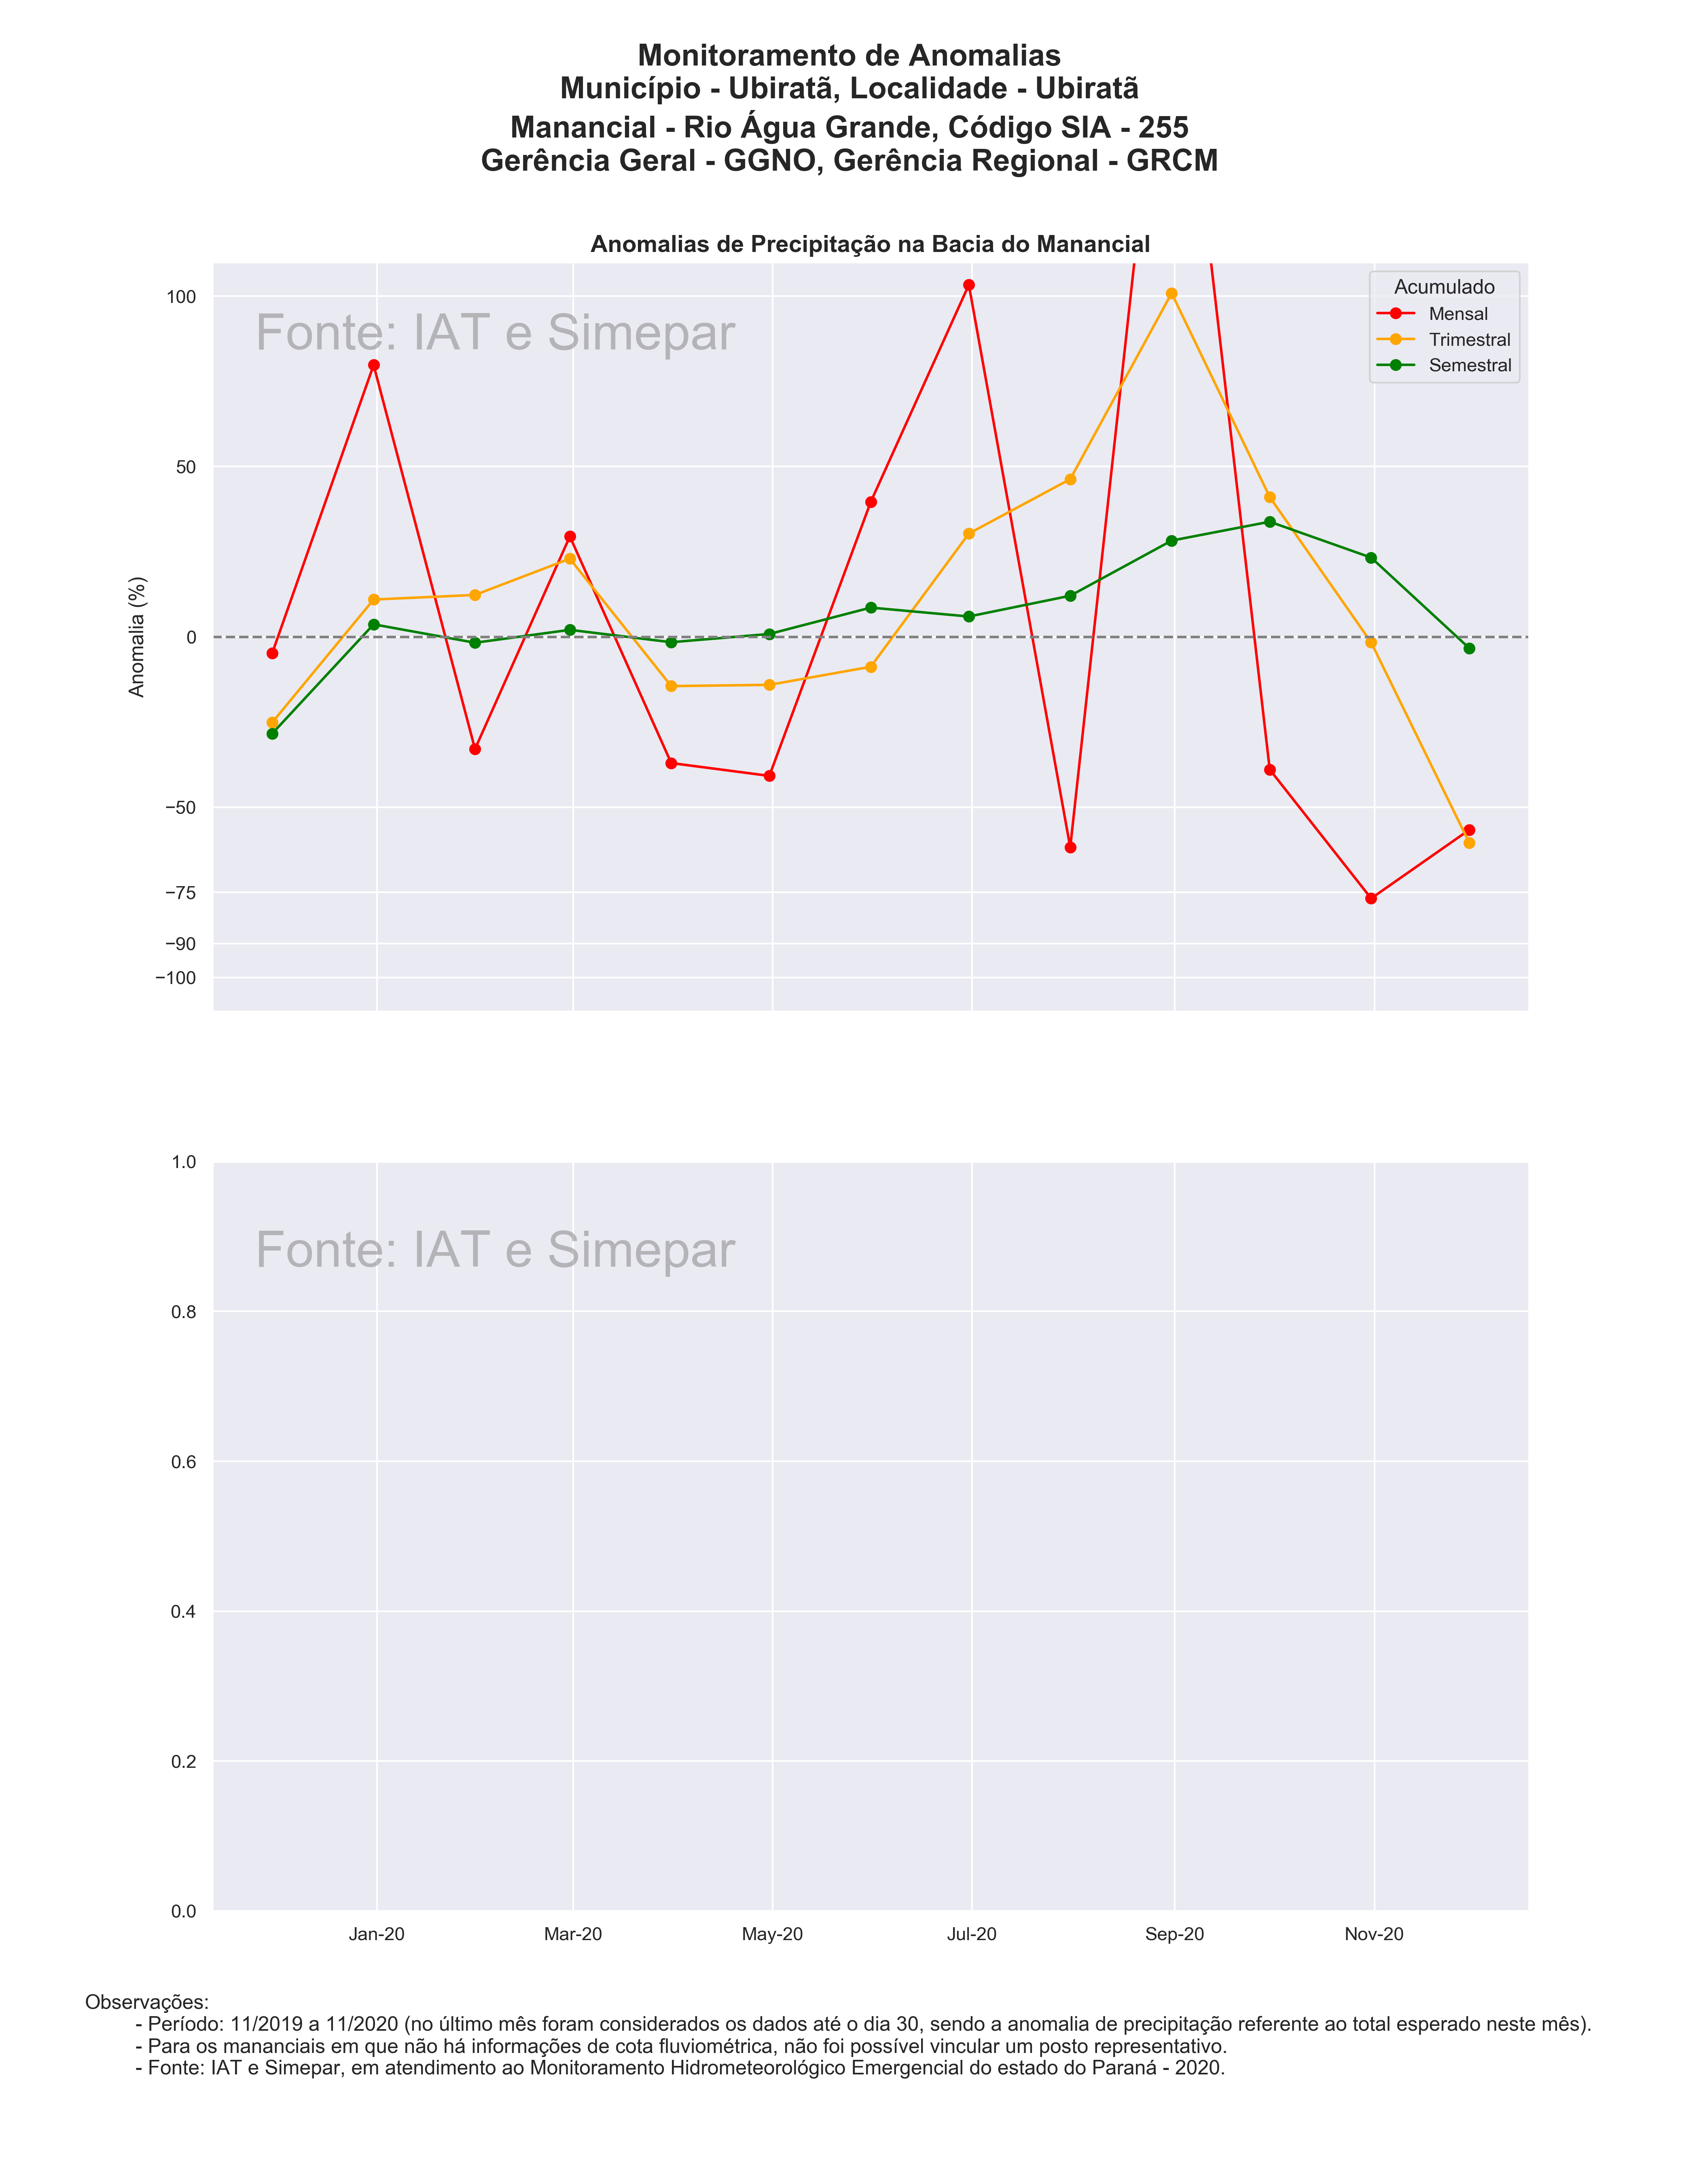 Monitoramento de Anomalias
Município - Ubiratã, Localidade - Ubiratã
Manancial - Rio Água Grande, Código SIA - 255
Gerência Geral - GGNO, Gerência Regional - GRCM
Anomalias de Precipitação na Bacia do Manancial
Fonte: IAT e Simepar
Acumulado
Mensal
Trimestral
Semestral
Anomalia (%)
100
50
0
−50
−75
−90
−100
Fonte: IAT e Simepar
1.0
0.8
0.6
0.4
0.2
0.0
Jan-20 Mar-20 May-20 Jul-20 Sep-20 Nov-20
Observações:
- Período: 11/2019 a 11/2020 (no último mês foram considerados os dados até o dia 30, sendo a anomalia de precipitação referente ao total esperado neste mês).
- Para os mananciais em que não há informações de cota fluviométrica, não foi possível vincular um posto representativo.
- Fonte: IAT e Simepar, em atendimento ao Monitoramento Hidrometeorológico Emergencial do estado do Paraná - 2020.